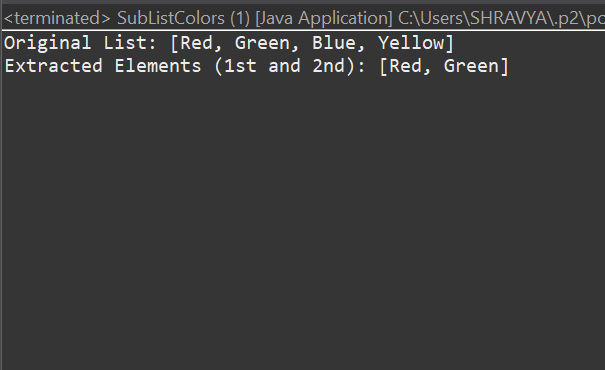 <terminated> SubListColors (1) [Java Application] C:\Users\SHRAVYA\.p2\po
Original List: [Red, Green, Blue, Yellow]
Extracted Elements (1st and 2nd): [Red, Green]